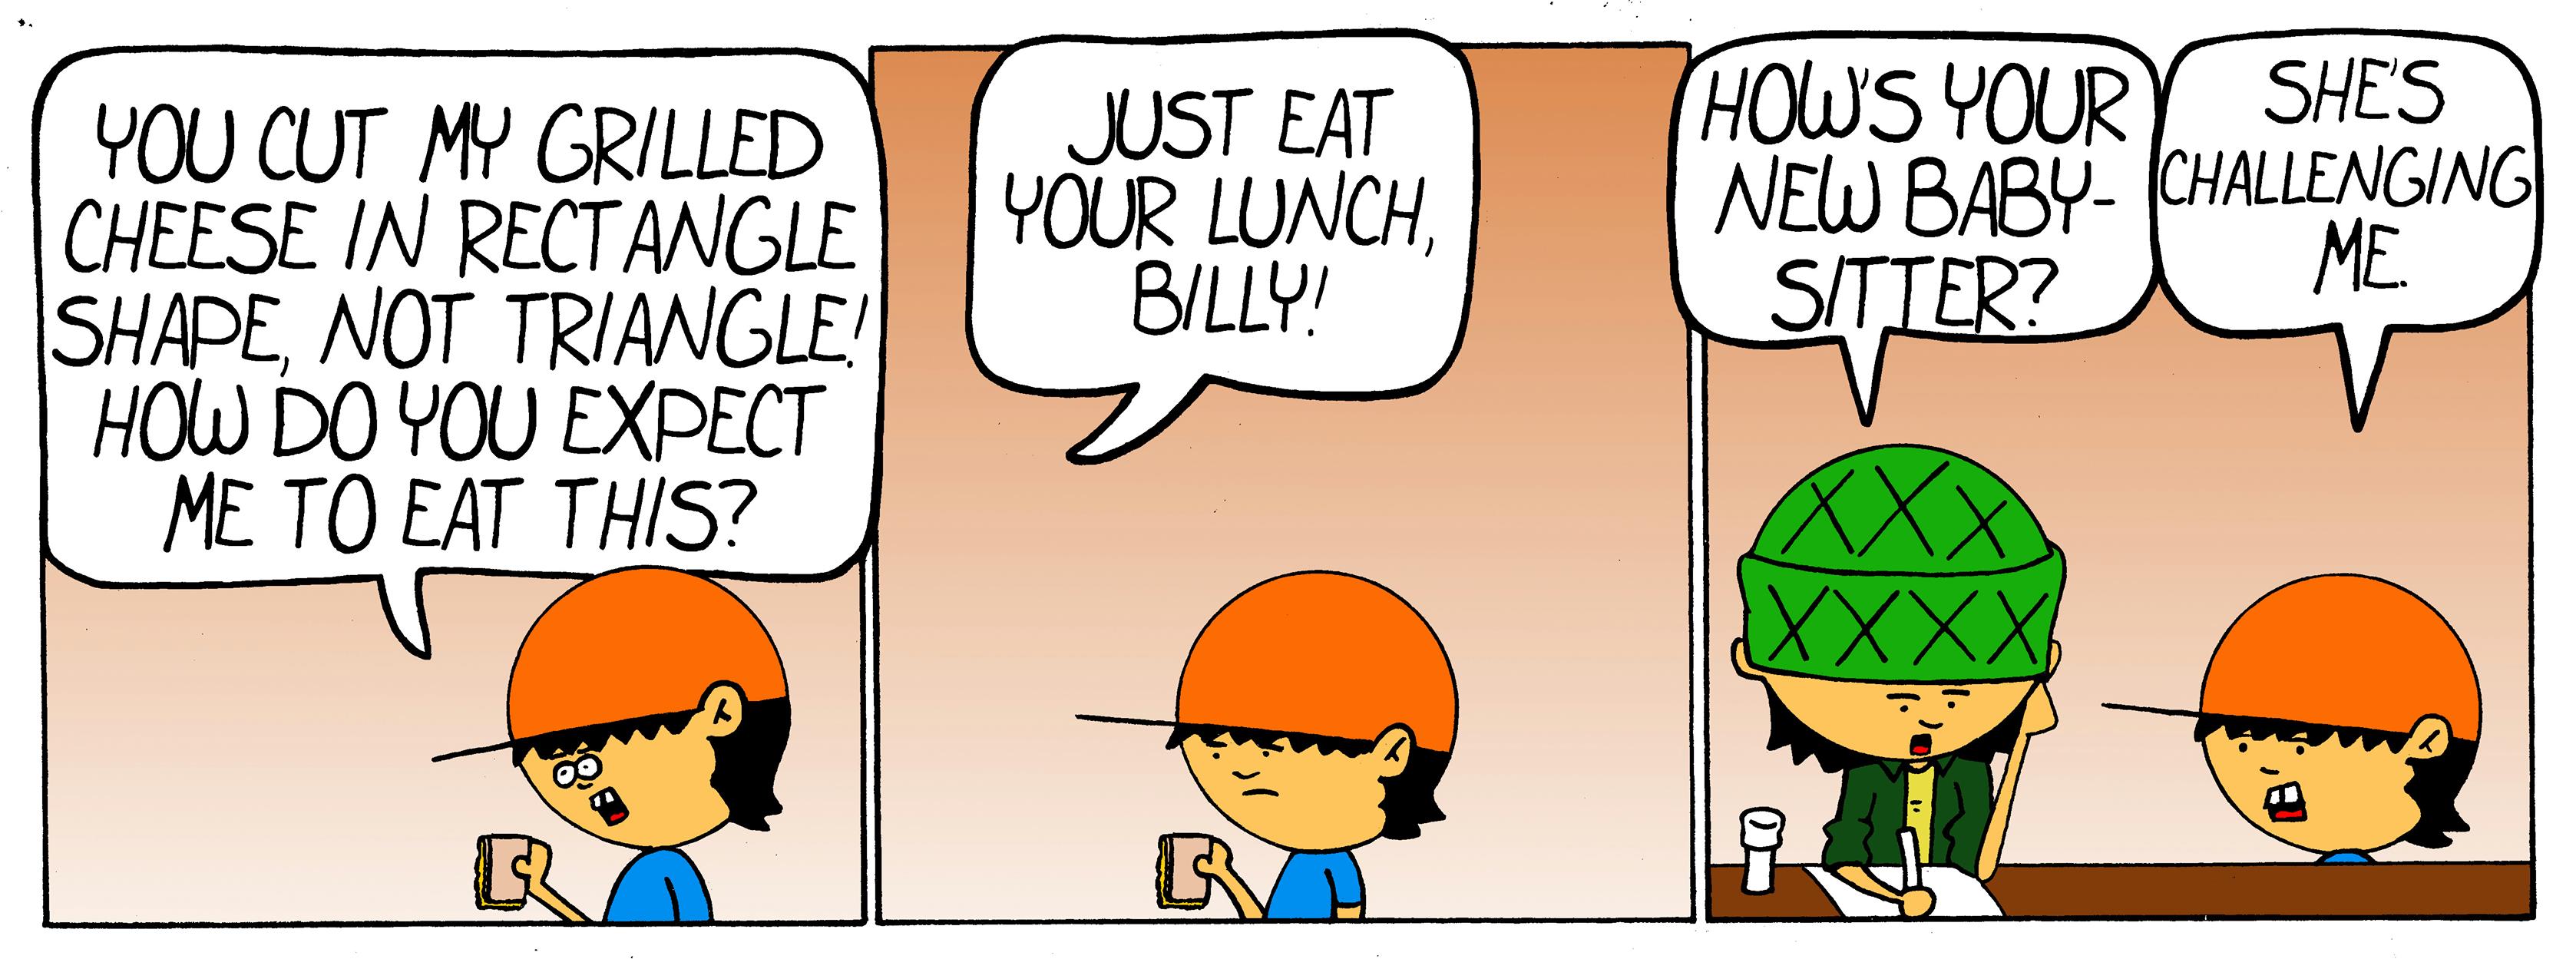 YOU CUT MY GRILLED
CHEESE IN RECTANGLE
SHAPE, NOT TRIANGLE!
HOW DO YOU EXPECT
ME TO EAT THIS?
JUST EAT
YOUR LUNCH,
BILLY!
HOW'S YOUR
NEW BABY-
SITTER?
SHE'S
CHALLENGING
ME.